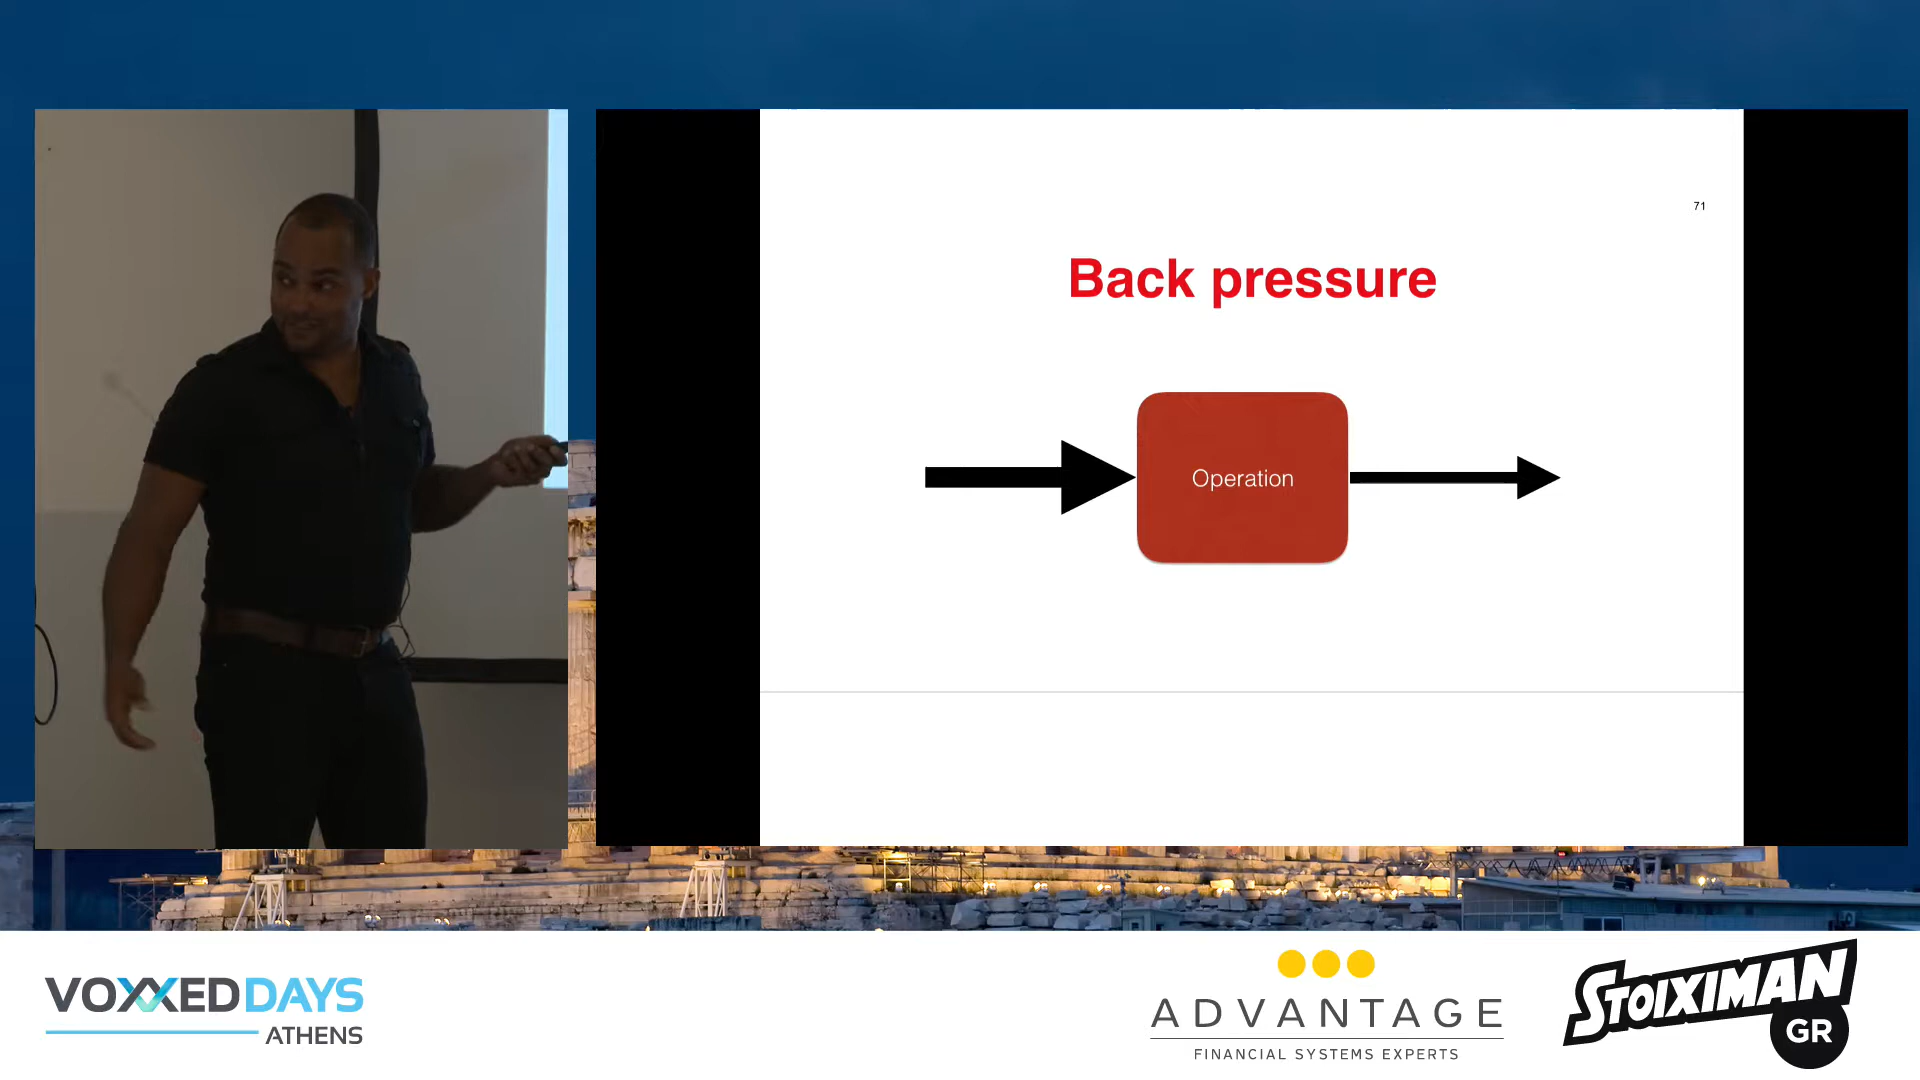 71
Back pressure
Operation
VOXXEDDAYS
ATHENS
ADVANTAGE
FINANCIAL SYSTEMS EXPERTS
STOIXIMAN
GR